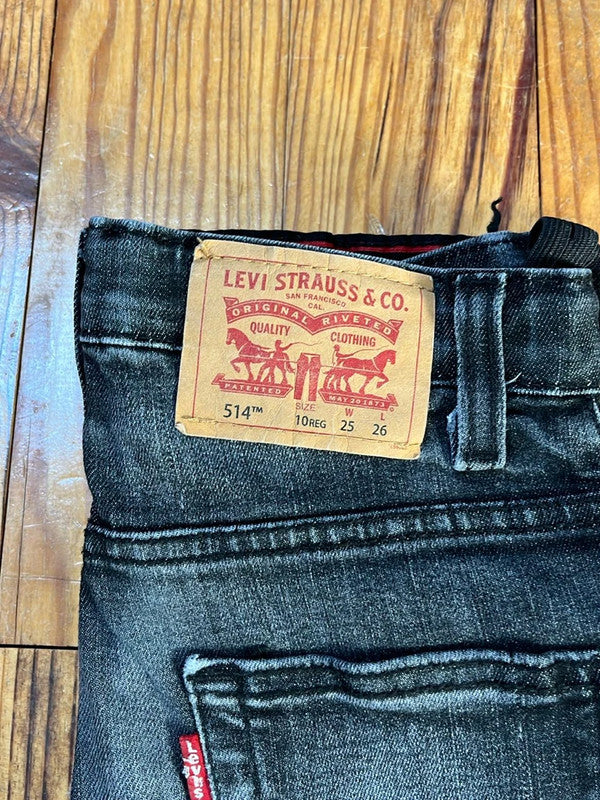 LEVI STRAUSS & CO.
SAN FRANCISCO
CAL.
ORIGINAL RIVETED
QUALITY CLOTHING
PATENTED MAY 20 1873
SIZE W L
514™ 10REG 25 26
Levi's